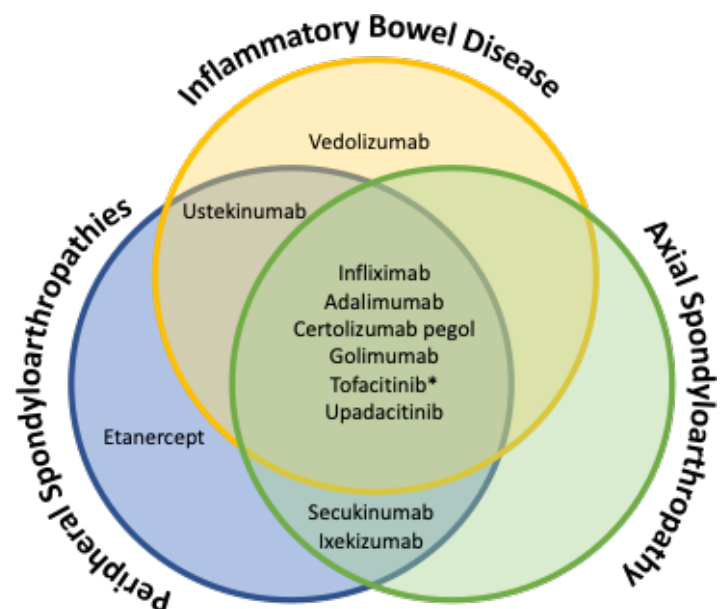 Inflammatory Bowel Disease
Vedolizumab
Peripheral Spondyloarthropathies
Ustekinumab
Axial Spondyloarthropathy
Infliximab
Adalimumab
Certolizumab pegol
Golimumab
Tofacitinib*
Upadacitinib
Etanercept
Secukinumab
Ixekizumab